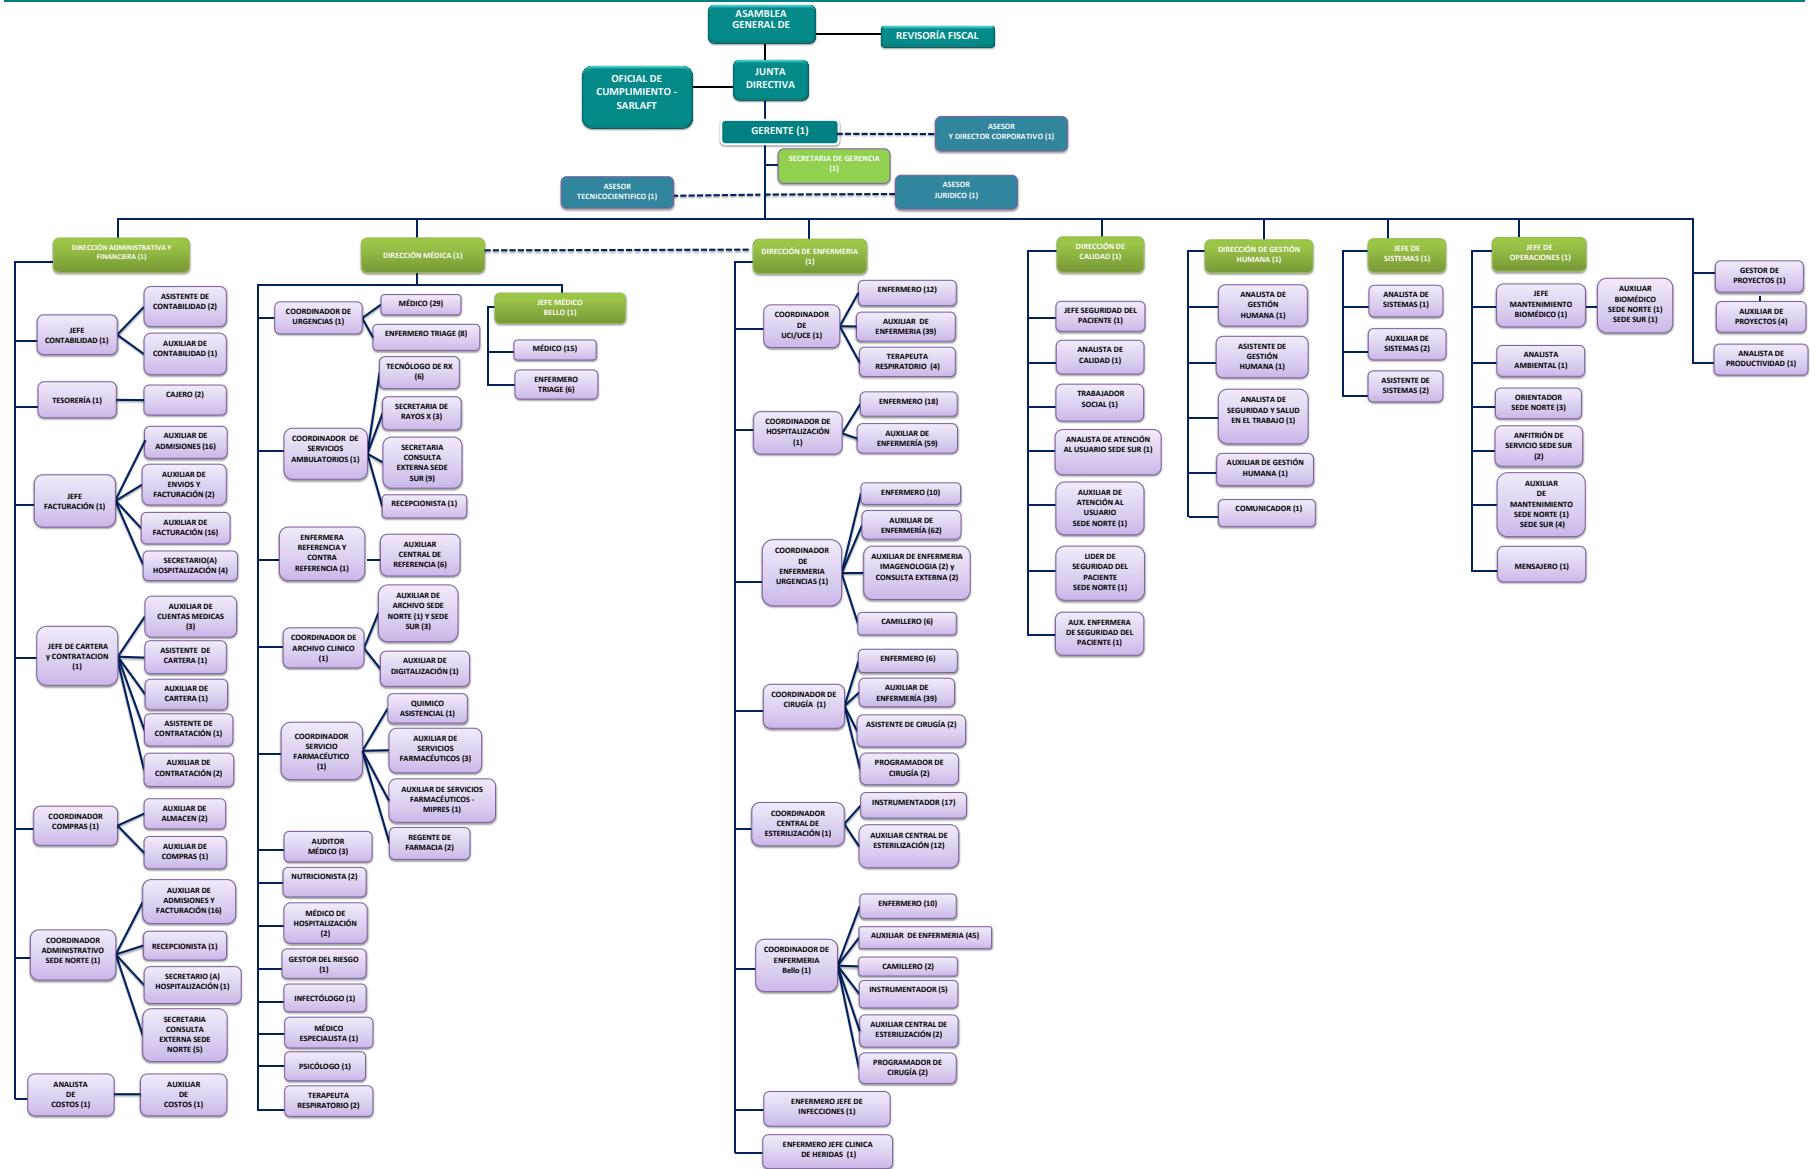 ASAMBLEA
GENERAL DE
REVISORÍA FISCAL
JUNTA
DIRECTIVA
OFICIAL DE
CUMPLIMIENTO -
SARLAFT
GERENTE (1)
ASESOR
Y DIRECTOR CORPORATIVO (1)
SECRETARIA DE GERENCIA
(1)
ASESOR
TECNICOCIENTIFICO (1)
ASESOR
JURIDICO (1)
DIRECCIÓN ADMINISTRATIVA Y
FINANCIERA (1)
JEFE
CONTABILIDAD (1)
ASISTENTE DE
CONTABILIDAD (2)
AUXILIAR DE
CONTABILIDAD (1)
TESORERÍA (1)
CAJERO (2)
JEFE
FACTURACIÓN (1)
AUXILIAR DE
ADMISIONES (16)
AUXILIAR DE
ENVIOS Y
FACTURACIÓN (2)
AUXILIAR DE
FACTURACIÓN (16)
SECRETARIO(A)
HOSPITALIZACIÓN (4)
JEFE DE CARTERA
y CONTRATACION
(1)
AUXILIAR DE
CUENTAS MEDICAS
(3)
ASISTENTE DE
CARTERA (1)
AUXILIAR DE
CARTERA (1)
ASISTENTE DE
CONTRATACIÓN (1)
AUXILIAR DE
CONTRATACIÓN (2)
COORDINADOR
COMPRAS (1)
AUXILIAR DE
ALMACEN (2)
AUXILIAR DE
COMPRAS (1)
COORDINADOR
ADMINISTRATIVO
SEDE NORTE (1)
AUXILIAR DE
ADMISIONES Y
FACTURACIÓN (16)
RECEPCIONISTA (1)
SECRETARIO (A)
HOSPITALIZACIÓN (1)
SECRETARIA
CONSULTA
EXTERNA SEDE
NORTE (5)
ANALISTA
DE
COSTOS (1)
AUXILIAR
DE
COSTOS (1)
DIRECCIÓN MÉDICA (1)
COORDINADOR DE
URGENCIAS (1)
MÉDICO (29)
ENFERMERO TRIAGE (8)
JEFE MÉDICO
BELLO (1)
MÉDICO (15)
ENFERMERO
TRIAGE (6)
COORDINADOR DE
SERVICIOS
AMBULATORIOS (1)
TECNÓLOGO DE RX
(6)
SECRETARIA DE
RAYOS X (3)
SECRETARIA
CONSULTA
EXTERNA SEDE
SUR (9)
RECEPCIONISTA (1)
ENFERMERA
REFERENCIA Y
CONTRA
REFERENCIA (1)
AUXILIAR
CENTRAL DE
REFERENCIA (6)
COORDINADOR DE
ARCHIVO CLINICO
(1)
AUXILIAR DE
ARCHIVO SEDE
NORTE (1) Y SEDE
SUR (3)
AUXILIAR DE
DIGITALIZACIÓN (1)
COORDINADOR
SERVICIO
FARMACÉUTICO
(1)
QUIMICO
ASISTENCIAL (1)
AUXILIAR DE
SERVICIOS
FARMACÉUTICOS (3)
AUXILIAR DE SERVICIOS
FARMACÉUTICOS -
MIPRES (1)
REGENTE DE
FARMACIA (2)
AUDITOR
MÉDICO (3)
NUTRICIONISTA (2)
MÉDICO DE
HOSPITALIZACIÓN
(2)
GESTOR DEL RIESGO
(1)
INFECTÓLOGO (1)
MÉDICO
ESPECIALISTA (1)
PSICÓLOGO (1)
TERAPEUTA
RESPIRATORIO (2)
DIRECCIÓN DE ENFERMERIA
(1)
COORDINADOR
DE
UCI/UCE (1)
ENFERMERO (12)
AUXILIAR DE
ENFERMERIA (39)
TERAPEUTA
RESPIRATORIO (4)
COORDINADOR DE
HOSPITALIZACIÓN
(1)
ENFERMERO (18)
AUXILIAR DE
ENFERMERÍA (59)
COORDINADOR
DE
ENFERMERIA
URGENCIAS (1)
ENFERMERO (10)
AUXILIAR DE
ENFERMERÍA (62)
AUXILIAR DE ENFERMERIA
IMAGENOLOGIA (2) y
CONSULTA EXTERNA (2)
CAMILLERO (6)
COORDINADOR DE
CIRUGÍA (1)
ENFERMERO (6)
AUXILIAR DE
ENFERMERÍA (39)
ASISTENTE DE CIRUGÍA (2)
PROGRAMADOR DE
CIRUGÍA (2)
COORDINADOR
CENTRAL DE
ESTERILIZACIÓN (1)
INSTRUMENTADOR (17)
AUXILIAR CENTRAL DE
ESTERILIZACIÓN (12)
COORDINADOR DE
ENFERMERIA
Bello (1)
ENFERMERO (10)
AUXILIAR DE ENFERMERIA (45)
CAMILLERO (2)
INSTRUMENTADOR (5)
AUXILIAR CENTRAL DE
ESTERILIZACIÓN (2)
PROGRAMADOR DE
CIRUGÍA (2)
ENFERMERO JEFE DE
INFECCIONES (1)
ENFERMERO JEFE CLINICA
DE HERIDAS (1)
DIRECCIÓN DE
CALIDAD (1)
JEFE SEGURIDAD DEL
PACIENTE (1)
ANALISTA DE
CALIDAD (1)
TRABAJADOR
SOCIAL (1)
ANALISTA DE ATENCIÓN
AL USUARIO SEDE SUR (1)
AUXILIAR DE
ATENCIÓN AL
USUARIO
SEDE NORTE (1)
LIDER DE
SEGURIDAD DEL
PACIENTE
SEDE NORTE (1)
AUX. ENFERMERA
DE SEGURIDAD DEL
PACIENTE (1)
DIRECCIÓN DE GESTIÓN
HUMANA (1)
ANALISTA DE
GESTIÓN
HUMANA (1)
ASISTENTE DE
GESTIÓN
HUMANA (1)
ANALISTA DE
SEGURIDAD Y SALUD
EN EL TRABAJO (1)
AUXILIAR DE GESTIÓN
HUMANA (1)
COMUNICADOR (1)
JEFE DE
SISTEMAS (1)
ANALISTA DE
SISTEMAS (1)
AUXILIAR DE
SISTEMAS (2)
ASISTENTE DE
SISTEMAS (2)
JEFE DE
OPERACIONES (1)
JEFE
MANTENIMIENTO
BIOMÉDICO (1)
AUXILIAR
BIOMÉDICO
SEDE NORTE (1)
SEDE SUR (1)
ANALISTA
AMBIENTAL (1)
ORIENTADOR
SEDE NORTE (3)
ANFITRIÓN DE
SERVICIO SEDE SUR
(2)
AUXILIAR
DE
MANTENIMIENTO
SEDE NORTE (1)
SEDE SUR (4)
MENSAJERO (1)
GESTOR DE
PROYECTOS (1)
AUXILIAR DE
PROYECTOS (4)
ANALISTA DE
PRODUCTIVIDAD (1)